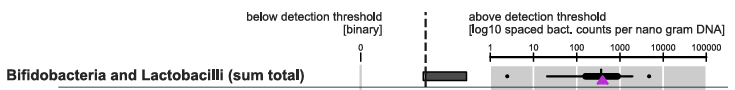 below detection threshold
[binary]
above detection threshold
[log10 spaced bact. counts per nano gram DNA]
0
1 10 100 1000 10000 100000
Bifidobacteria and Lactobacilli (sum total)